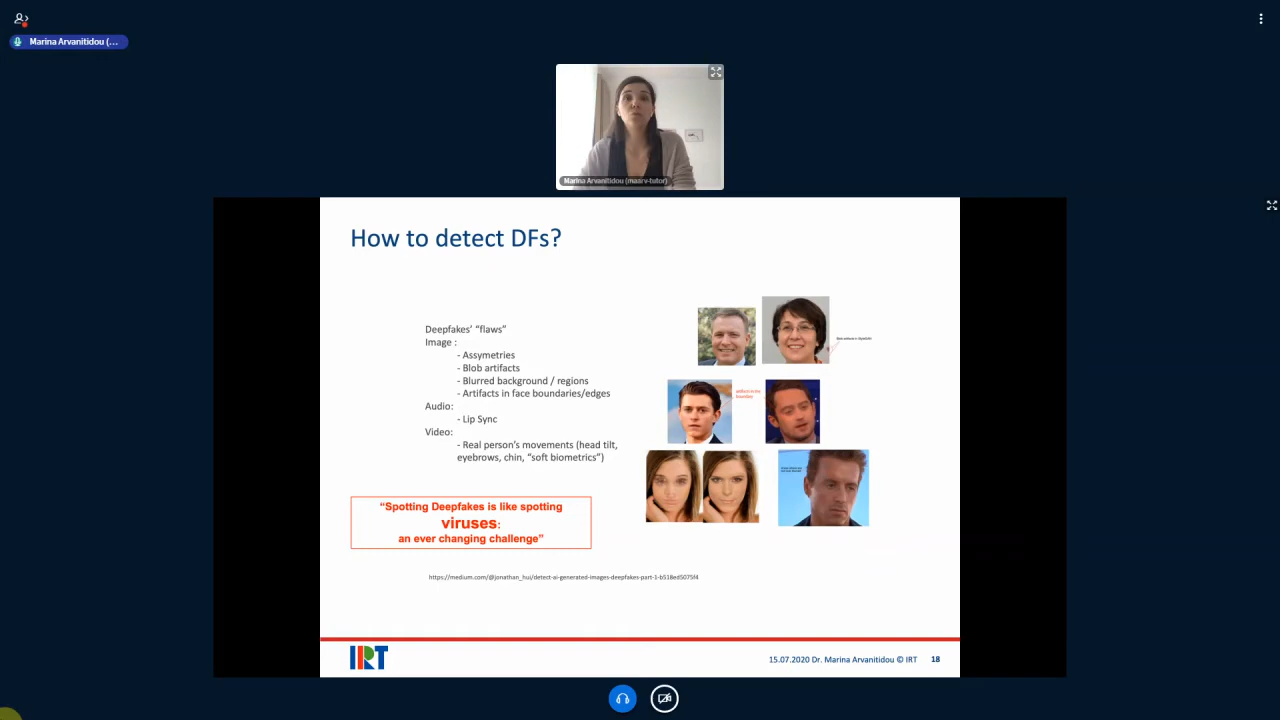 Marina Arvanitidou (...
Marina Arvanitidou (maarv-tutor)
How to detect DFs?
Deepfakes' “flaws”
Image :
- Assymetries
- Blob artifacts
- Blurred background / regions
- Artifacts in face boundaries/edges
Audio:
- Lip Sync
Video:
- Real person's movements (head tilt,
eyebrows, chin, “soft biometrics”)
“Spotting Deepfakes is like spotting
viruses:
an ever changing challenge”
https://medium.com/@jonathan_hui/detect-ai-generated-images-deepfakes-part-1-b518ed5075f4
IRT
15.07.2020 Dr. Marina Arvanitidou © IRT 18